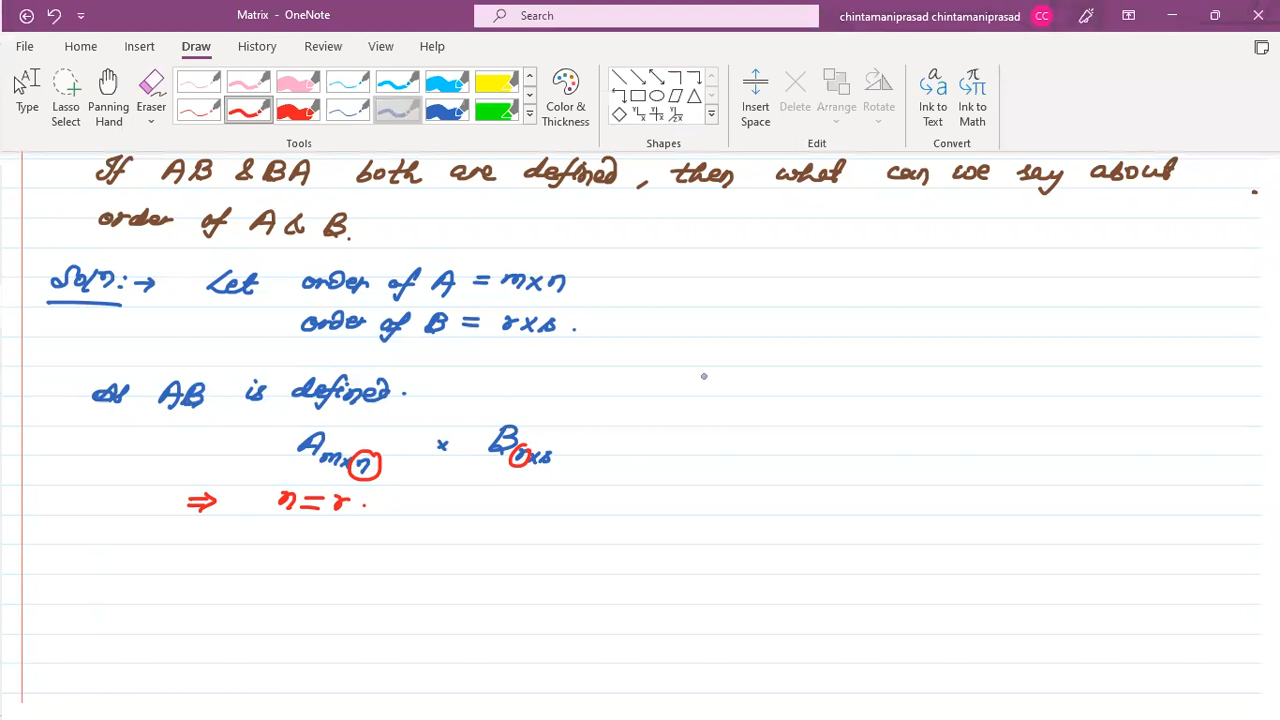 Matrix - OneNote
Search
chintamaniprasad chintamaniprasad CC
File Home Insert Draw History Review View Help
Type Lasso Select Panning Hand Eraser Color & Thickness Insert Space Delete Arrange Rotate Ink to Text Ink to Math
Tools Shapes Edit Convert
If AB & BA both are defined, then what can we say about
order of A & B.
Soln: → Let order of A = m×n
order of B = r×s.
As AB is defined.
A m×n × B r×s
⇒ n = r.